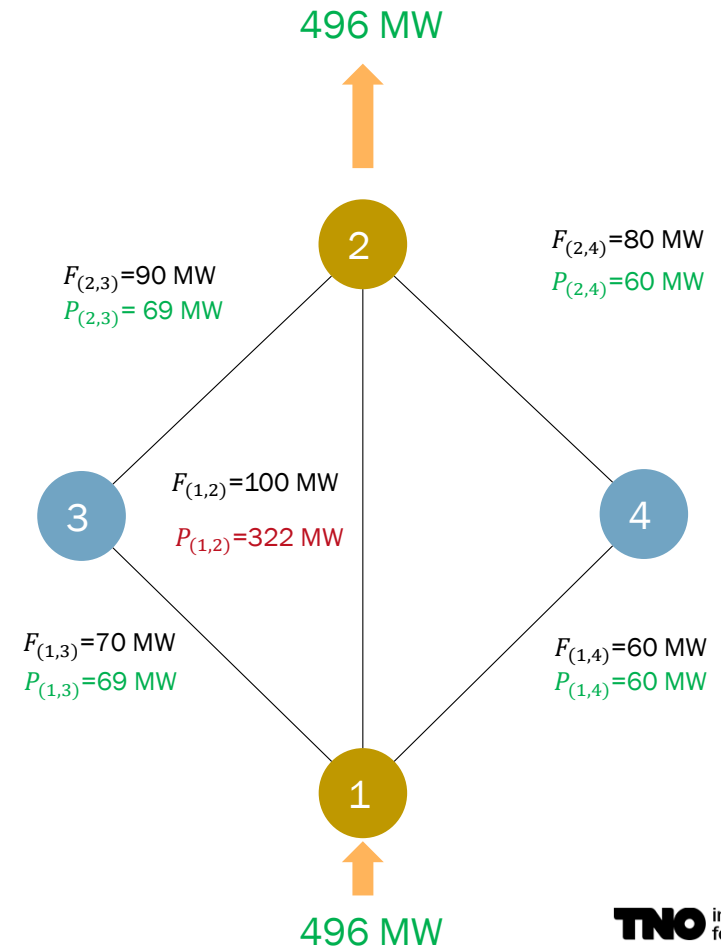 496 MW
2
F(2,3)=90 MW
P(2,3)= 69 MW
F(2,4)=80 MW
P(2,4)=60 MW
F(1,2)=100 MW
P(1,2)=322 MW
3
4
F(1,3)=70 MW
P(1,3)=69 MW
F(1,4)=60 MW
P(1,4)=60 MW
1
496 MW
TNO